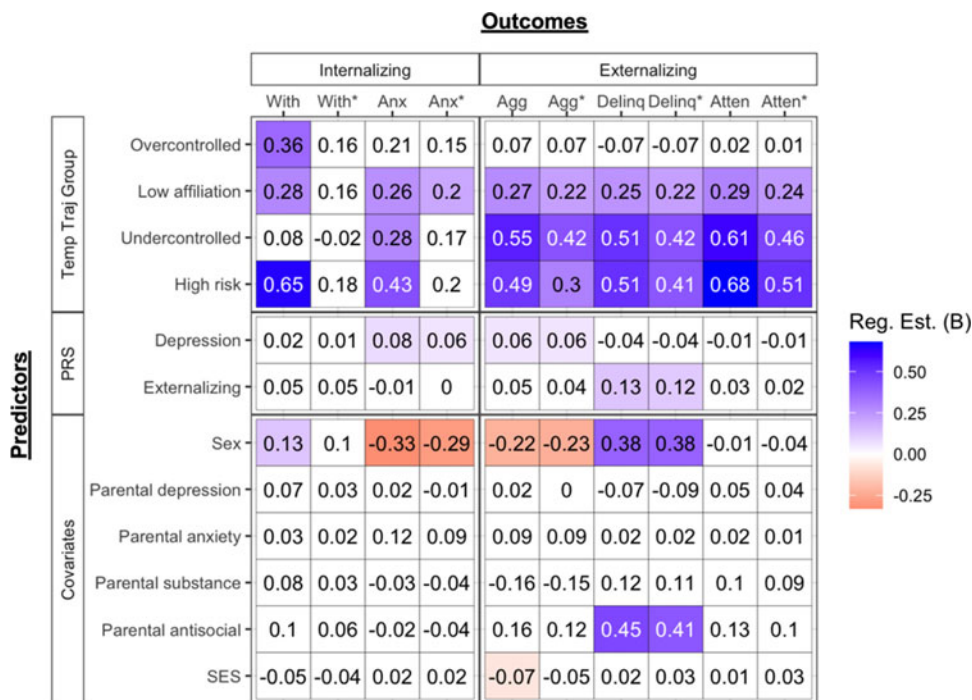 Outcomes
Internalizing Externalizing
With With* Anx Anx* Agg Agg* Delinq Delinq* Atten Atten*
Predictors
Temp Traj Group
Overcontrolled 0.36 0.16 0.21 0.15 0.07 0.07 -0.07 -0.07 0.02 0.01
Low affiliation 0.28 0.16 0.26 0.2 0.27 0.22 0.25 0.22 0.29 0.24
Undercontrolled 0.08 -0.02 0.28 0.17 0.55 0.42 0.51 0.42 0.61 0.46
High risk 0.65 0.18 0.43 0.2 0.49 0.3 0.51 0.41 0.68 0.51
PRS
Depression 0.02 0.01 0.08 0.06 0.06 0.06 -0.04 -0.04 -0.01 -0.01
Externalizing 0.05 0.05 -0.01 0 0.05 0.04 0.13 0.12 0.03 0.02
Covariates
Sex 0.13 0.1 -0.33 -0.29 -0.22 -0.23 0.38 0.38 -0.01 -0.04
Parental depression 0.07 0.03 0.02 -0.01 0.02 0 -0.07 -0.09 0.05 0.04
Parental anxiety 0.03 0.02 0.12 0.09 0.09 0.09 0.02 0.02 0.02 0.01
Parental substance 0.08 0.03 -0.03 -0.04 -0.16 -0.15 0.12 0.11 0.1 0.09
Parental antisocial 0.1 0.06 -0.02 -0.04 0.16 0.12 0.45 0.41 0.13 0.1
SES -0.05 -0.04 0.02 0.02 -0.07 -0.05 0.02 0.03 0.01 0.03
Reg. Est. (B)
0.50
0.25
0.00
-0.25